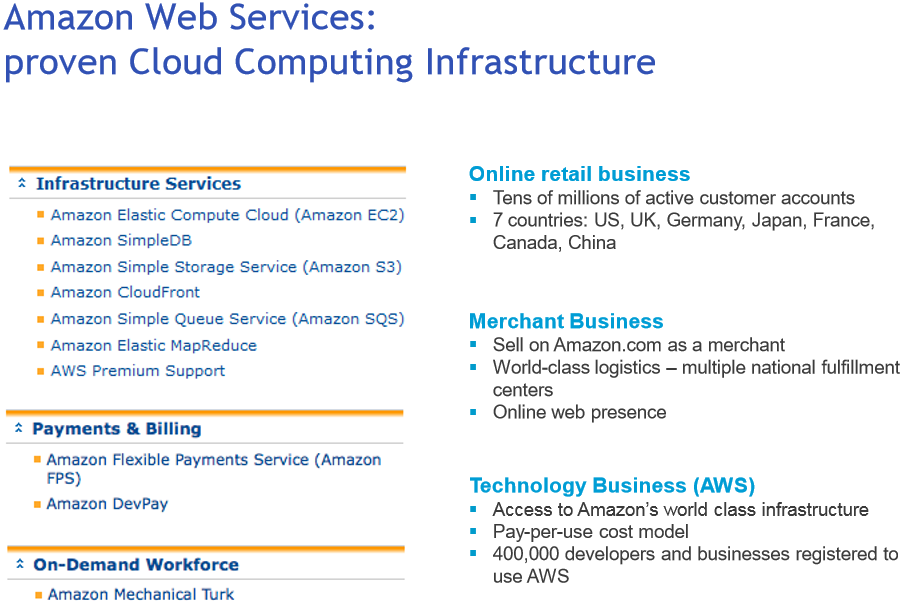 Amazon Web Services:
proven Cloud Computing Infrastructure
Infrastructure Services
Amazon Elastic Compute Cloud (Amazon EC2)
Amazon SimpleDB
Amazon Simple Storage Service (Amazon S3)
Amazon CloudFront
Amazon Simple Queue Service (Amazon SQS)
Amazon Elastic MapReduce
AWS Premium Support
Payments & Billing
Amazon Flexible Payments Service (Amazon
FPS)
Amazon DevPay
On-Demand Workforce
Amazon Mechanical Turk
Online retail business
Tens of millions of active customer accounts
7 countries: US, UK, Germany, Japan, France,
Canada, China
Merchant Business
Sell on Amazon.com as a merchant
World-class logistics – multiple national fulfillment
centers
Online web presence
Technology Business (AWS)
Access to Amazon’s world class infrastructure
Pay-per-use cost model
400,000 developers and businesses registered to
use AWS